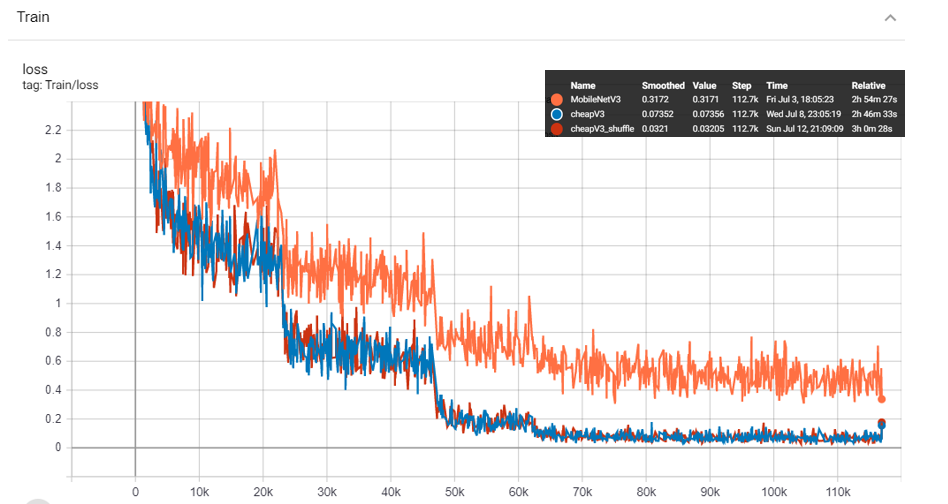 Train
loss
tag: Train/loss
Name Smoothed Value Step Time Relative
MobileNetV3 0.3172 0.3171 112.7k Fri Jul 3, 18:05:23 2h 54m 27s
cheapV3 0.07352 0.07356 112.7k Wed Jul 8, 23:05:19 2h 46m 33s
cheapV3_shuffle 0.0321 0.03205 112.7k Sun Jul 12, 21:09:09 3h 0m 28s
2.2
2
1.8
1.6
1.4
1.2
1
0.8
0.6
0.4
0.2
0
0 10k 20k 30k 40k 50k 60k 70k 80k 90k 100k 110k